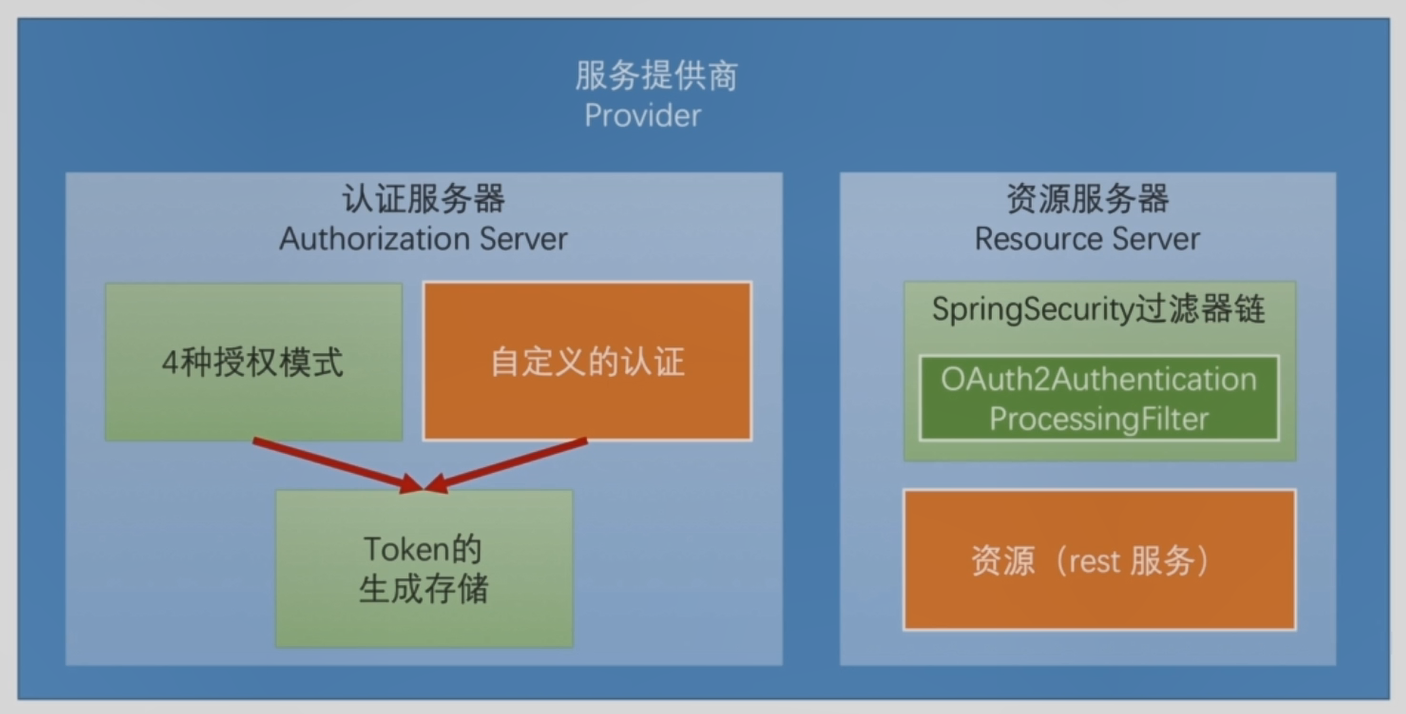 服务提供商
Provider
认证服务器
Authorization Server
4种授权模式
自定义的认证
Token的
生成存储
资源服务器
Resource Server
SpringSecurity过滤器链
OAuth2Authentication
ProcessingFilter
资源（rest 服务）